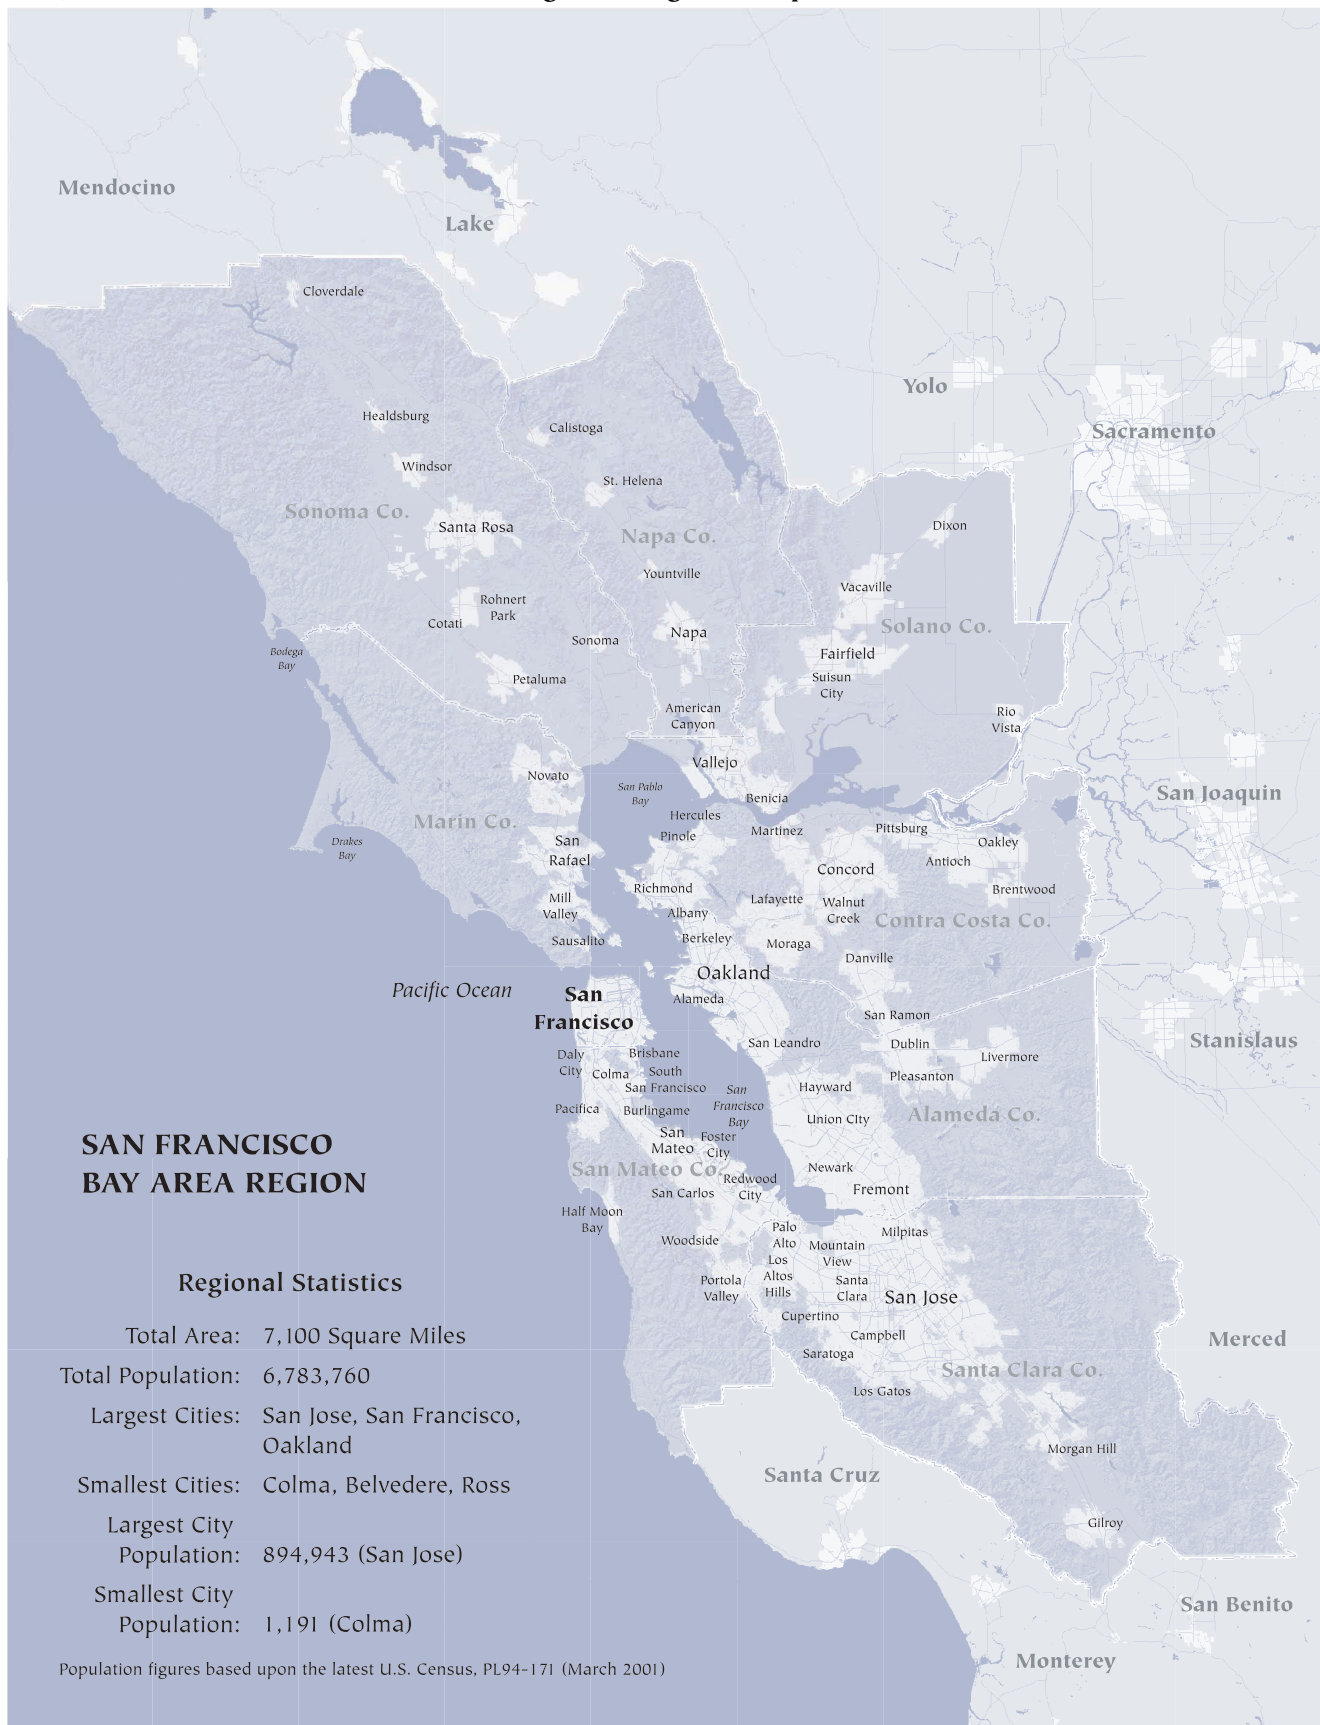 Mendocino
Lake
Cloverdale
Yolo
Sacramento
Healdsburg
Calistoga
Windsor
St. Helena
Sonoma Co.
Santa Rosa
Napa Co.
Dixon
Yountville
Vacaville
Rohnert
Park
Cotati
Solano Co.
Sonoma
Napa
Fairfield
Bodega
Bay
Petaluma
Suisun
City
American
Canyon
Rio
Vista
Vallejo
Novato
San Pablo
Bay
Benicia
San Joaquin
Hercules
Marin Co.
Pinole
Martinez
Pittsburg
Oakley
Drakes
Bay
San
Rafael
Concord
Antioch
Richmond
Brentwood
Mill
Valley
Lafayette
Walnut
Creek
Albany
Contra Costa Co.
Sausalito
Berkeley
Moraga
Danville
Oakland
Pacific Ocean
San
Francisco
Alameda
San Ramon
San Leandro
Dublin
Livermore
Stanislaus
Daly
City
Brisbane
Colma
South
San Francisco
Pleasanton
San
Francisco
Bay
Hayward
Pacifica
Burlingame
Union CIty
Alameda Co.
San
Mateo
Foster
City
SAN FRANCISCO
BAY AREA REGION
San Mateo Co.
Newark
Redwood
City
San Carlos
Fremont
Half Moon
Bay
Palo
Alto
Milpitas
Woodside
Mountain
View
Los
Altos
Hills
Portola
Valley
Santa
Clara
San Jose
Cupertino
Campbell
Saratoga
Merced
Santa Clara Co.
Los Gatos
Morgan Hill
Santa Cruz
Gilroy
San Benito
Monterey
Regional Statistics
Total Area: 7,100 Square Miles
Total Population: 6,783,760
Largest Cities: San Jose, San Francisco,
Oakland
Smallest Cities: Colma, Belvedere, Ross
Largest City
Population: 894,943 (San Jose)
Smallest City
Population: 1,191 (Colma)
Population figures based upon the latest U.S. Census, PL94-171 (March 2001)